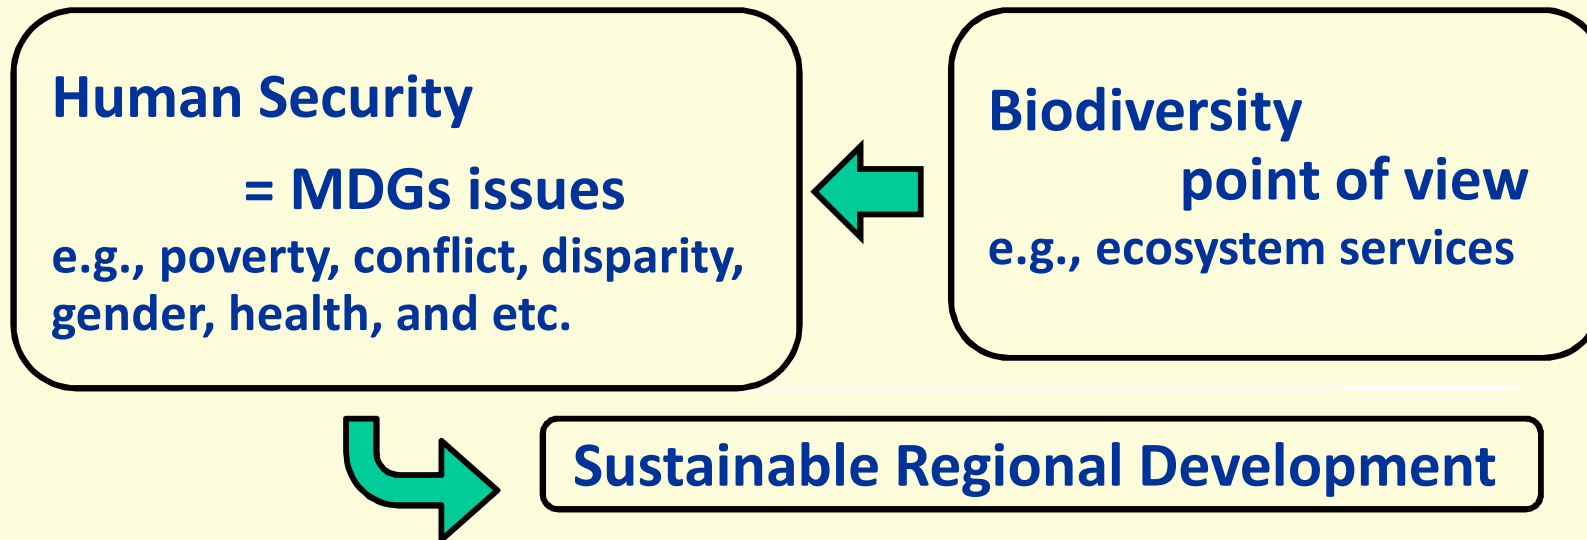 Human Security
= MDGs issues
e.g., poverty, conflict, disparity,
gender, health, and etc.
Biodiversity
point of view
e.g., ecosystem services
Sustainable Regional Development